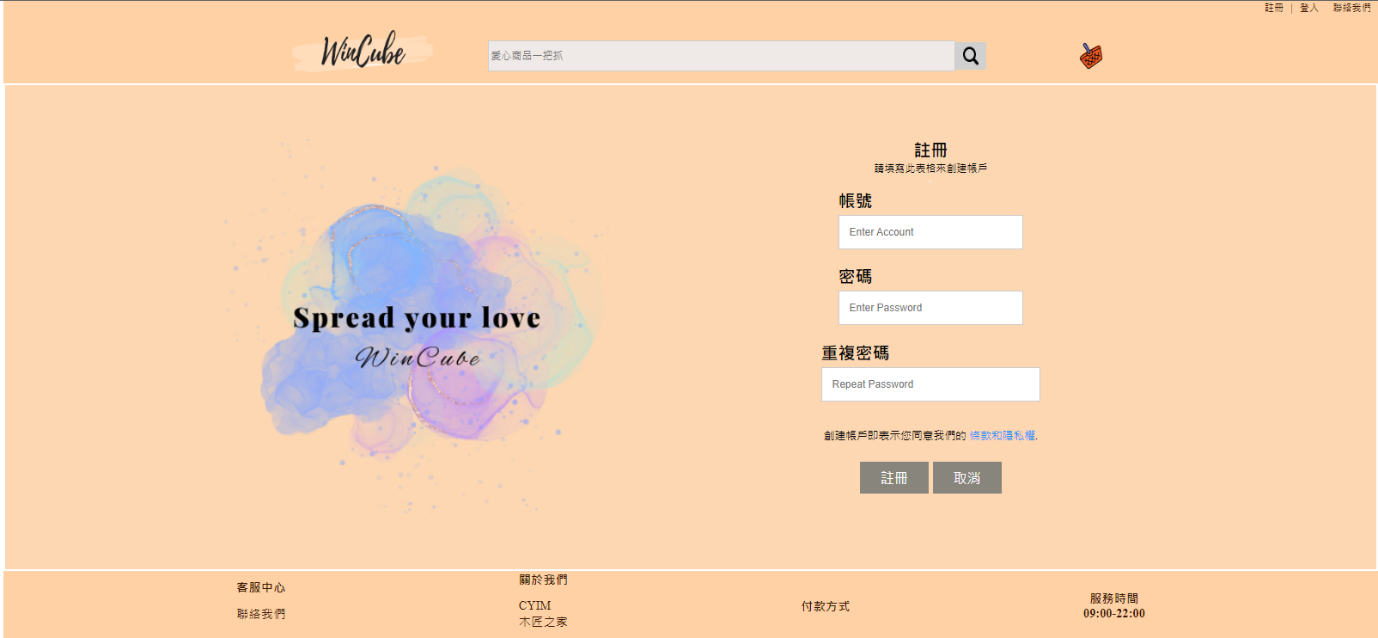 註冊 | 登入 聯絡我們
WinCube
愛心商品一把抓
註冊
請填寫此表格來創建帳戶
帳號
Enter Account
密碼
Enter Password
重複密碼
Repeat Password
創建帳戶即表示您同意我們的 條款和隱私權.
註冊 取消
Spread your love
WinCube
客服中心
聯絡我們
關於我們
CYIM
木匠之家
付款方式
服務時間
09:00-22:00